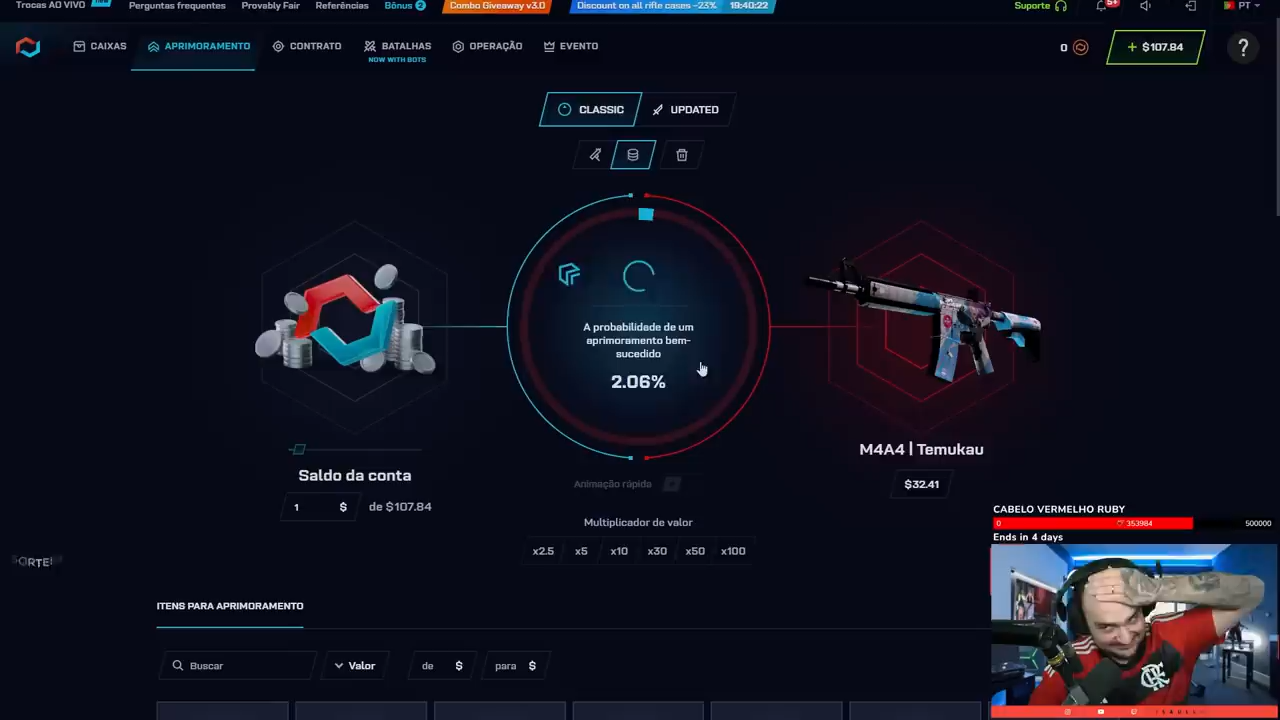 Trocas AO VIVO
Perguntas frequentes
Provably Fair
Referências
Bônus 2
Combo Giveaway v3.0
Discount on all rifle cases -23% 19:40:22
Suporte
5+
PT
CAIXAS
APRIMORAMENTO
CONTRATO
BATALHAS
NOW WITH BOTS
OPERAÇÃO
EVENTO
0
+ $107.84
?
CLASSIC
UPDATED
A probabilidade de um
aprimoramento bem-
sucedido
2.06%
Saldo da conta
1 $ de $107.84
M4A4 | Temukau
$32.41
Animação rápida
Multiplicador de valor
x2.5 x5 x10 x30 x50 x100
CABELO VERMELHO RUBY
0 353984 500000
Ends in 4 days
ITENS PARA APRIMORAMENTO
Buscar
Valor
de $
para $